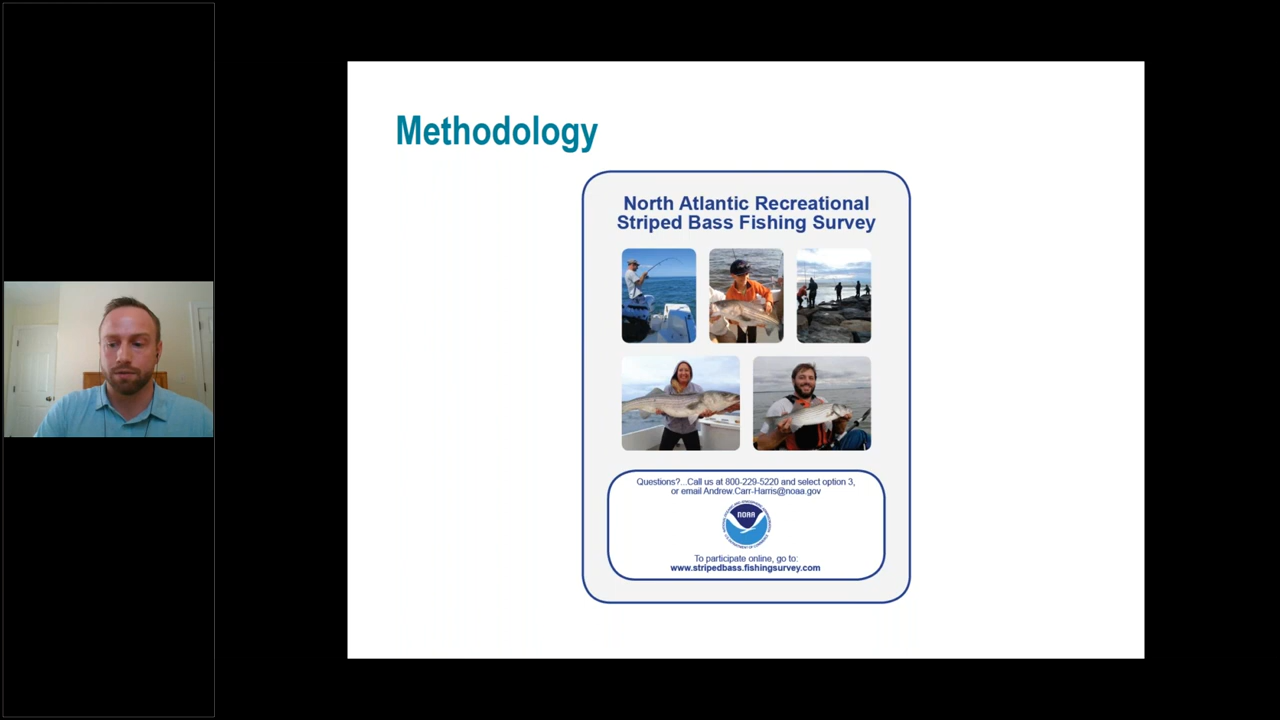 Methodology
North Atlantic Recreational
Striped Bass Fishing Survey
Questions?...Call us at 800-229-5220 and select option 3,
or email Andrew.Carr-Harris@noaa.gov
NOAA
To participate online, go to:
www.stripedbass.fishingsurvey.com